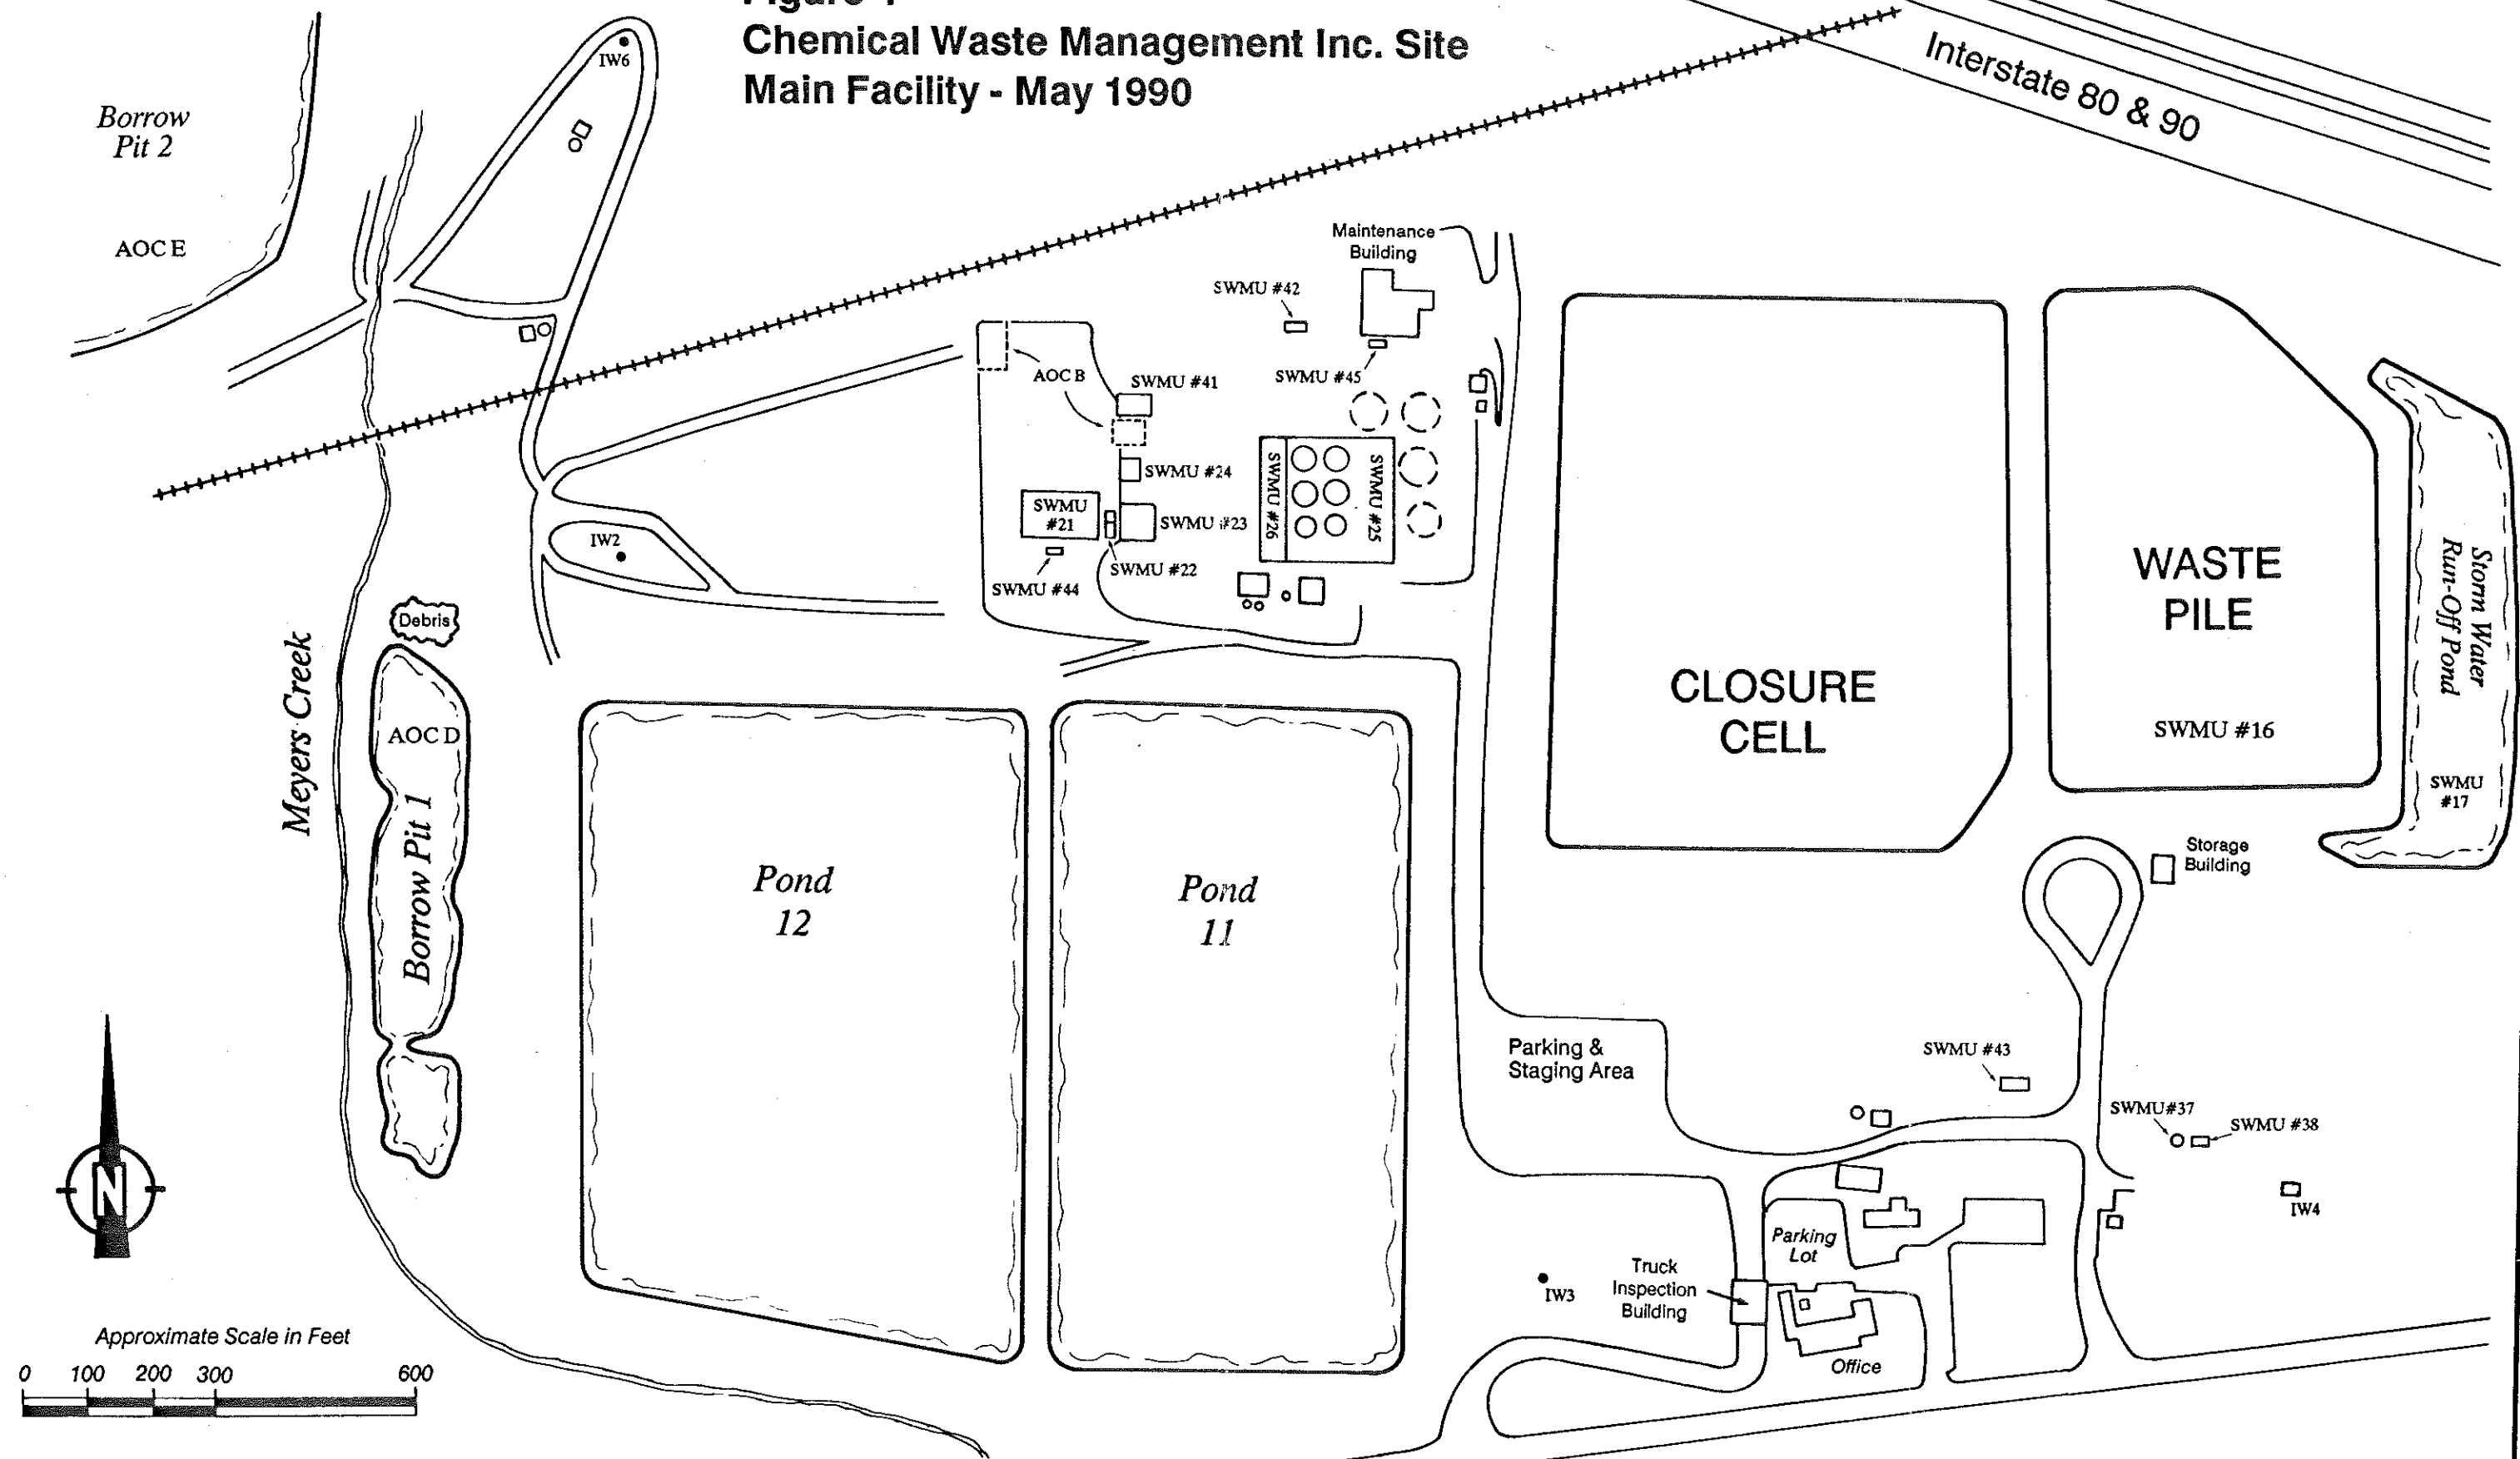 Figure
Chemical Waste Management Inc. Site
Main Facility - May 1990
Interstate 80 & 90
Borrow
Pit 2
AOC E
IW6
Maintenance
Building
SWMU #42
SWMU #45
AOC B
SWMU #41
SWMU #24
SWMU
#21
SWMU #23
SWMU #22
SWMU #44
SWMU #26
SWMU #25
IW2
Debris
Meyers Creek
AOC D
Borrow Pit 1
Pond
12
Pond
11
CLOSURE
CELL
WASTE
PILE
SWMU #16
Storm Water
Run-Off Pond
SWMU
#17
Storage
Building
Parking &
Staging Area
SWMU #43
SWMU#37
SWMU #38
IW4
Parking
Lot
Truck
Inspection
Building
IW3
Office
N
Approximate Scale in Feet
0 100 200 300 600